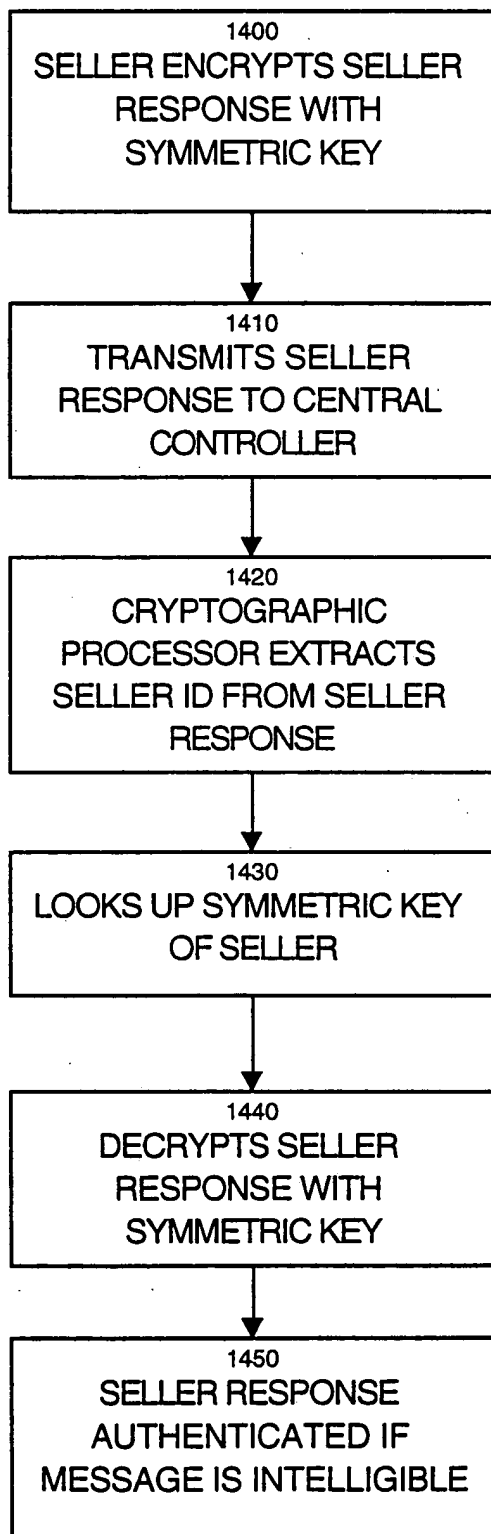 1400
SELLER ENCRYPTS SELLER
RESPONSE WITH
SYMMETRIC KEY
1410
TRANSMITS SELLER
RESPONSE TO CENTRAL
CONTROLLER
1420
CRYPTOGRAPHIC
PROCESSOR EXTRACTS
SELLER ID FROM SELLER
RESPONSE
1430
LOOKS UP SYMMETRIC KEY
OF SELLER
1440
DECRYPTS SELLER
RESPONSE WITH
SYMMETRIC KEY
1450
SELLER RESPONSE
AUTHENTICATED IF
MESSAGE IS INTELLIGIBLE